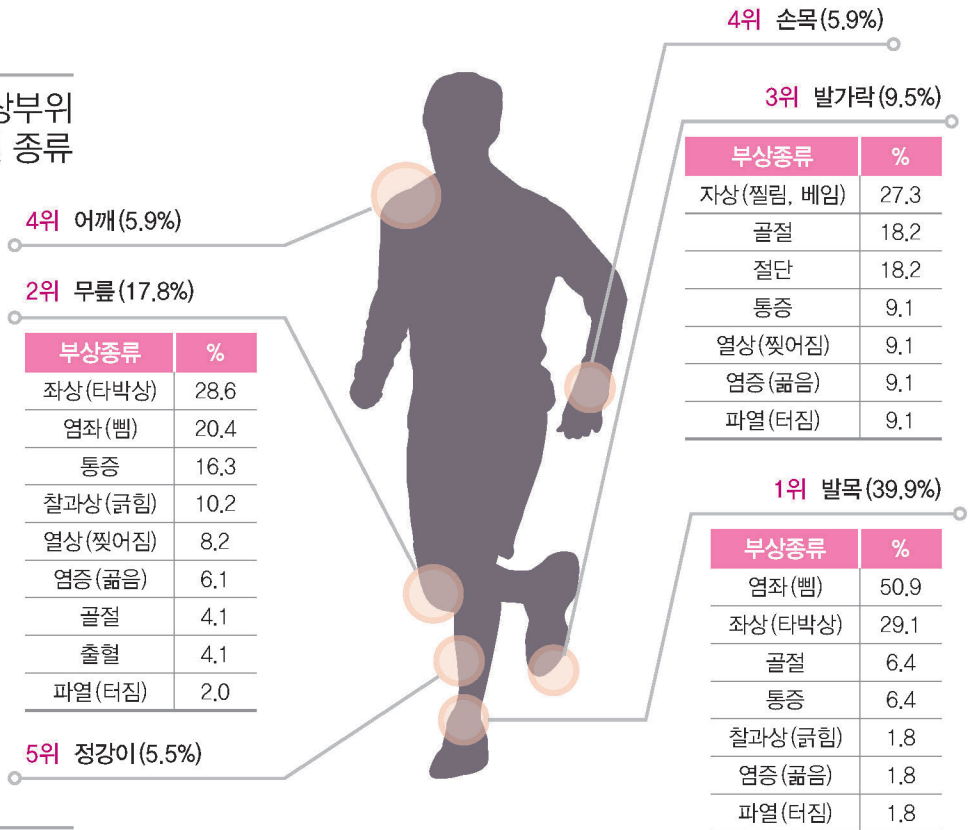 상부위
종류
4위 어깨(5.9%)
2위 무릎(17.8%)
부상종류 %
좌상(타박상) 28.6
염좌(삠) 20.4
통증 16.3
찰과상(긁힘) 10.2
열상(찢어짐) 8.2
염증(곪음) 6.1
골절 4.1
출혈 4.1
파열(터짐) 2.0
5위 정강이(5.5%)
4위 손목(5.9%)
3위 발가락(9.5%)
부상종류 %
자상(찔림, 베임) 27.3
골절 18.2
절단 18.2
통증 9.1
열상(찢어짐) 9.1
염증(곪음) 9.1
파열(터짐) 9.1
1위 발목(39.9%)
부상종류 %
염좌(삠) 50.9
좌상(타박상) 29.1
골절 6.4
통증 6.4
찰과상(긁힘) 1.8
염증(곪음) 1.8
파열(터짐) 1.8